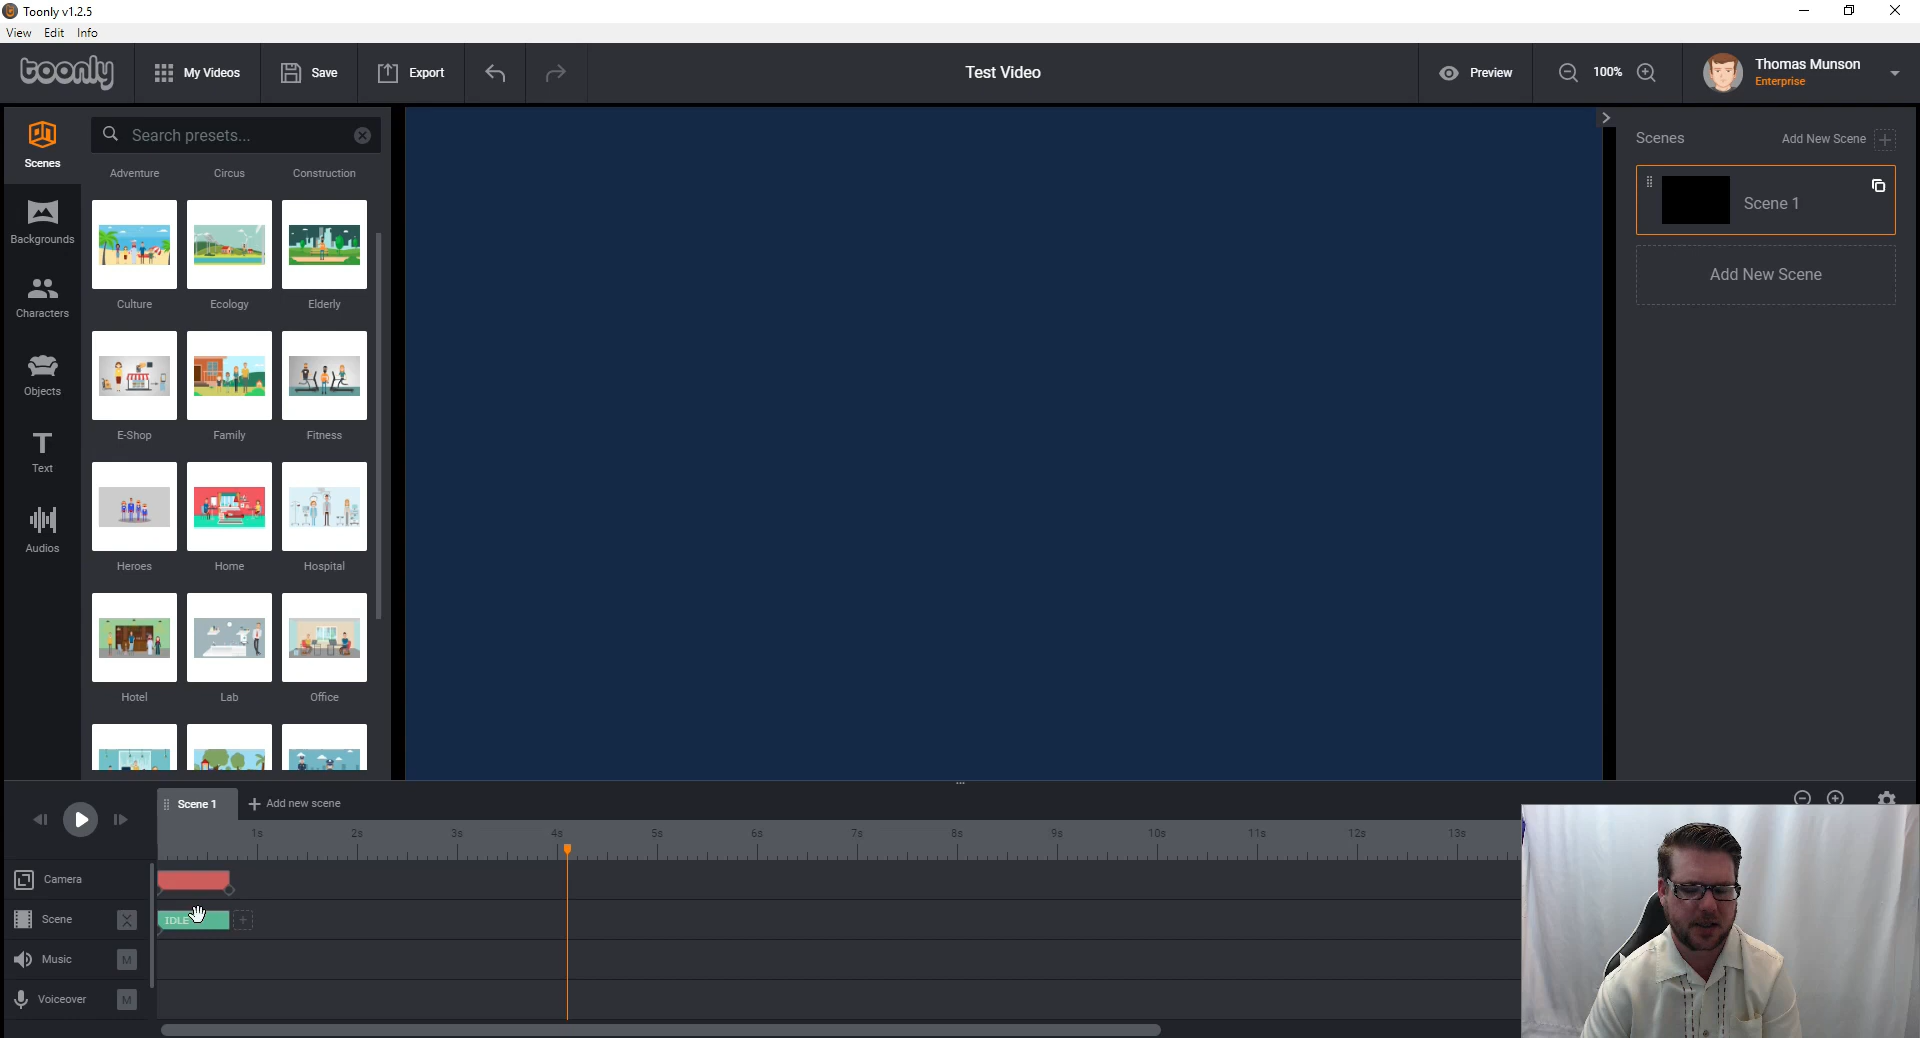 Toonly v1.2.5
View Edit Info
toonly My Videos Save Export Test Video Preview 100% Thomas Munson
Enterprise
Scenes
Backgrounds
Characters
Objects
Text
Audios
Search presets...
Adventure Circus Construction
Culture Ecology Elderly
E-Shop Family Fitness
Heroes Home Hospital
Hotel Lab Office
Scenes Add New Scene
Scene 1
Add New Scene
Scene 1 Add new scene
1s 2s 3s 4s 5s 6s 7s 8s 9s 10s 11s 12s 13s
Camera
Scene IDLE
Music M
Voiceover M